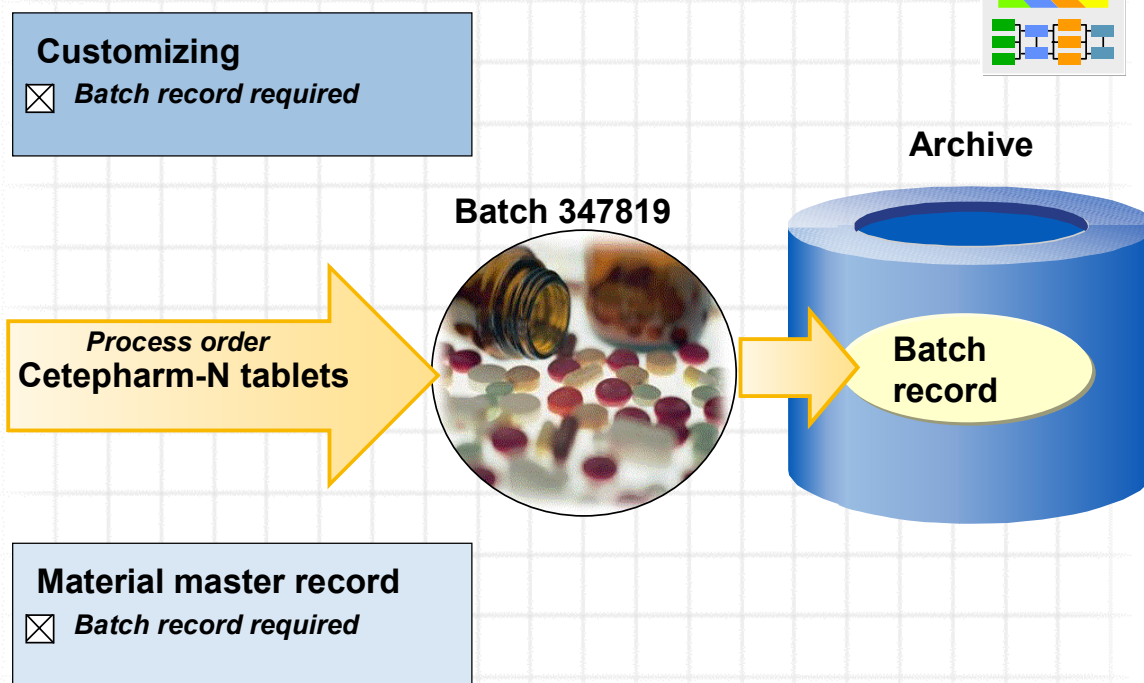 Customizing
Batch record required
Archive
Batch 347819
Process order
Cetepharm-N tablets
Batch
record
Material master record
Batch record required